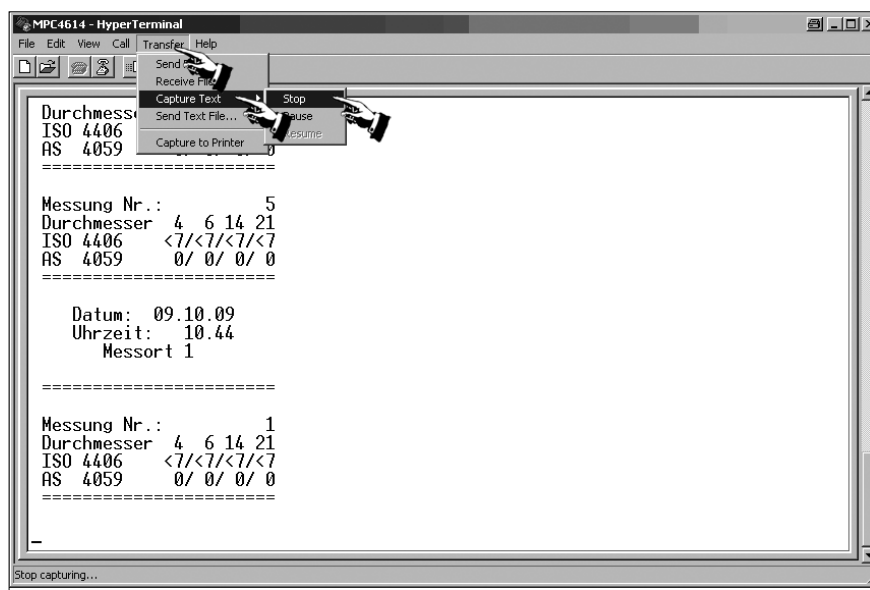 MPC4614 - HyperTerminal
File Edit View Call Transfer Help
Send
Receive File
Capture Text
Send Text File...
Capture to Printer
Stop
Pause
Resume
Durchmess
ISO 4406
AS 4059
=======================
Messung Nr.: 5
Durchmesser 4 6 14 21
ISO 4406 <7/<7/<7/<7
AS 4059 0/ 0/ 0/ 0
=======================
Datum: 09.10.09
Uhrzeit: 10.44
Messort 1
=======================
Messung Nr.: 1
Durchmesser 4 6 14 21
ISO 4406 <7/<7/<7/<7
AS 4059 0/ 0/ 0/ 0
=======================
Stop capturing...